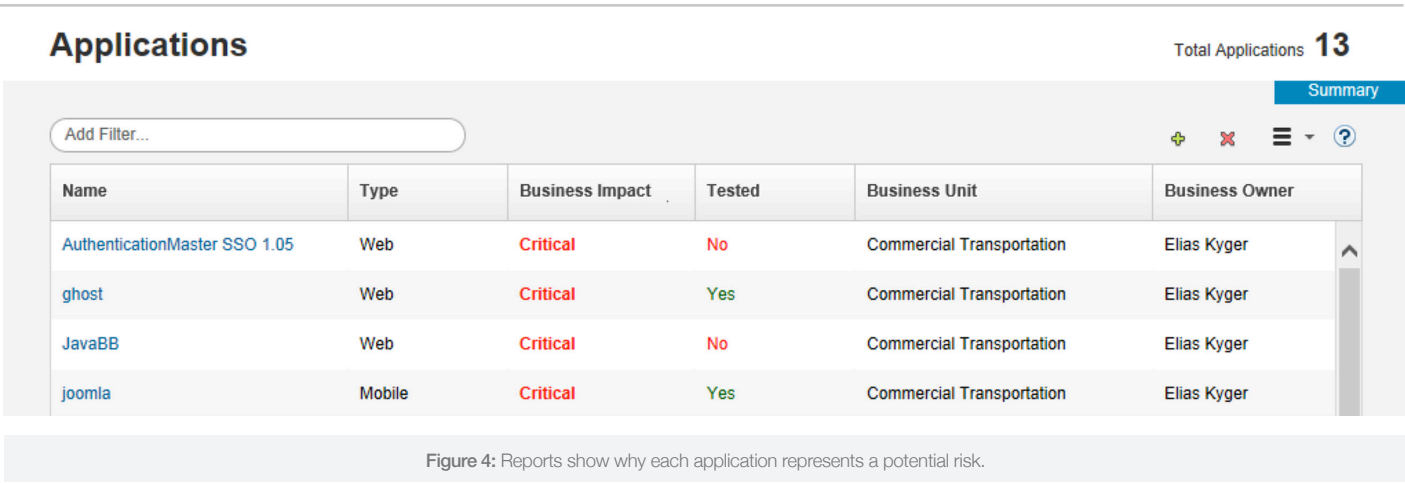 Applications
Total Applications 13
Summary
Add Filter...
Name Type Business Impact Tested Business Unit Business Owner
AuthenticationMaster SSO 1.05 Web Critical No Commercial Transportation Elias Kyger
ghost Web Critical Yes Commercial Transportation Elias Kyger
JavaBB Web Critical No Commercial Transportation Elias Kyger
joomla Mobile Critical Yes Commercial Transportation Elias Kyger
Figure 4: Reports show why each application represents a potential risk.